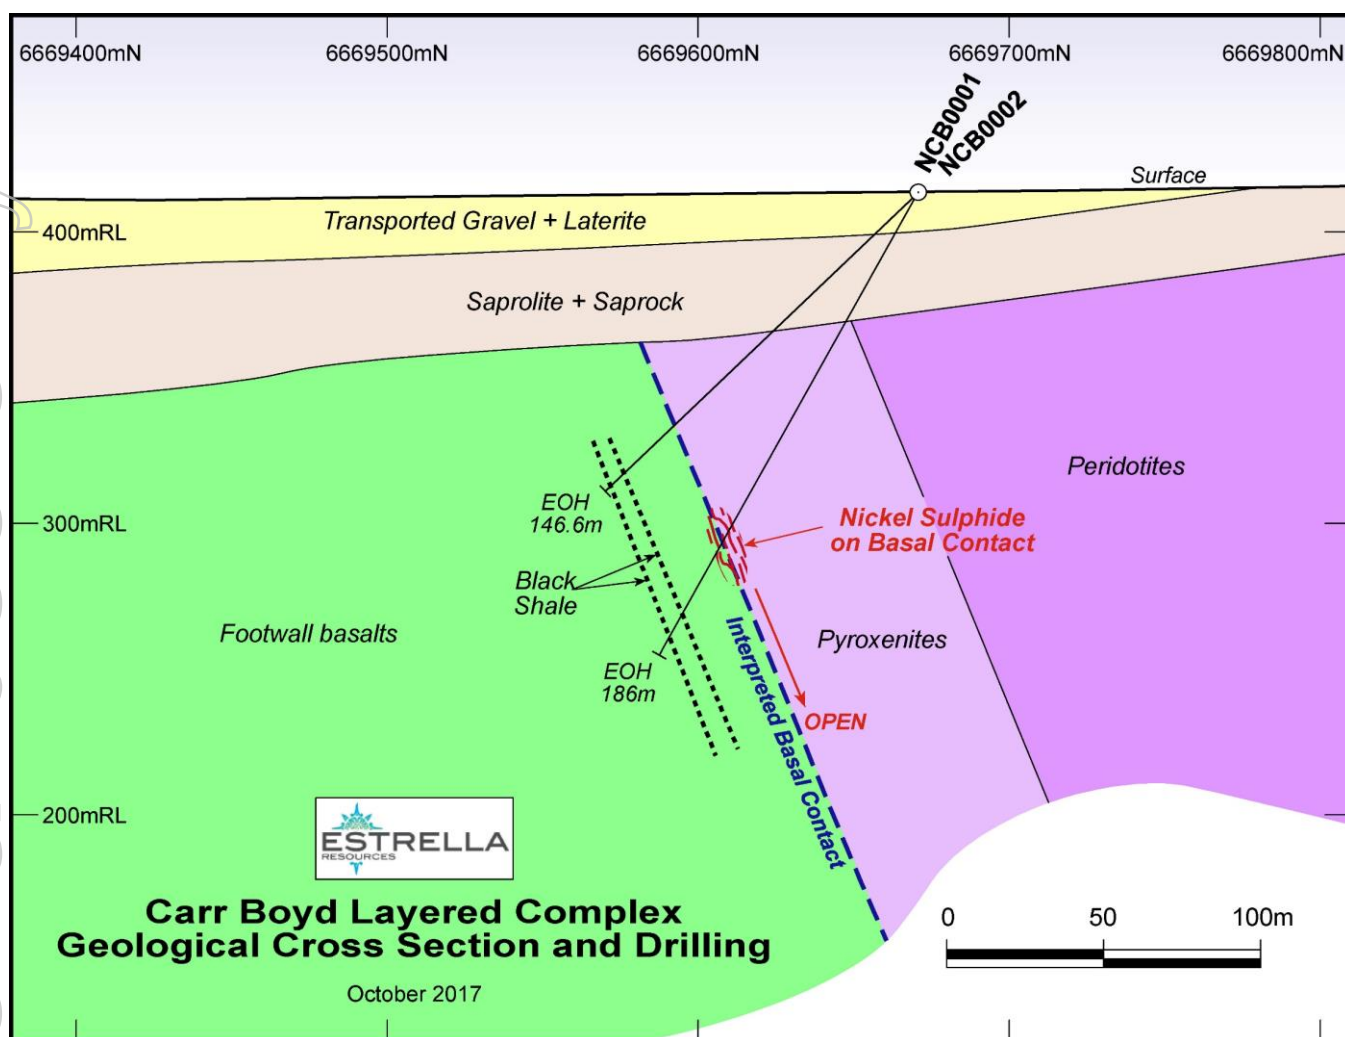 6669400mN
6669500mN
6669600mN
6669700mN
6669800mN
NCB0001
NCB0002
Surface
Transported Gravel + Laterite
400mRL
Saprolite + Saprock
Peridotites
EOH
146.6m
300mRL
Nickel Sulphide
on Basal Contact
Black
Shale
Footwall basalts
Interpreted Basal Contact
Pyroxenites
EOH
186m
OPEN
200mRL
ESTRELLA
RESOURCES
Carr Boyd Layered Complex
Geological Cross Section and Drilling
October 2017
0
50
100m